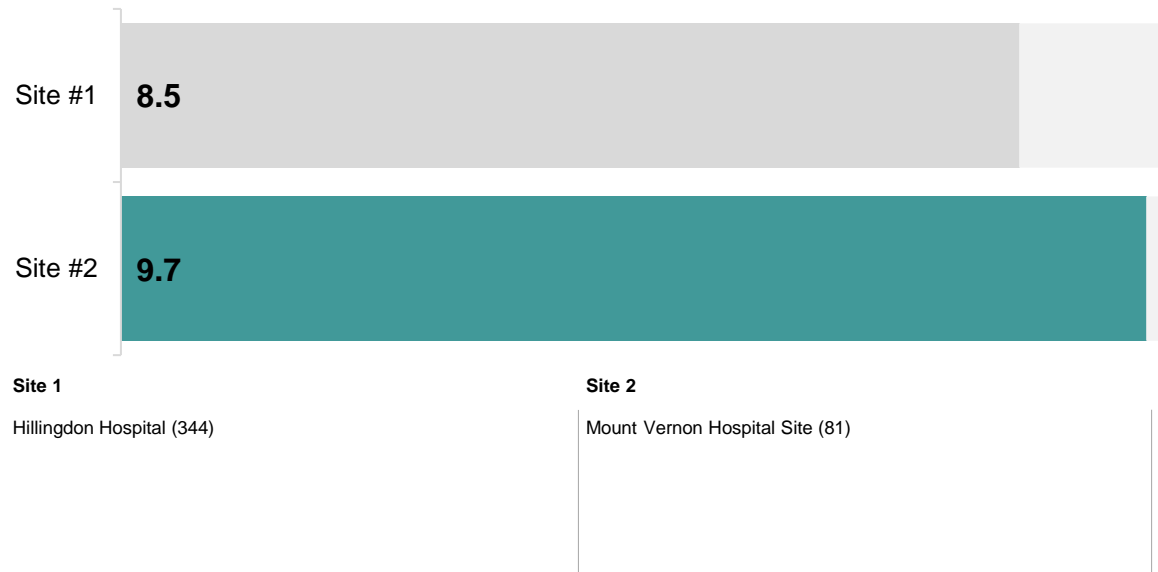 Site #1 8.5
Site #2 9.7
Site 1
Hillingdon Hospital (344)
Site 2
Mount Vernon Hospital Site (81)